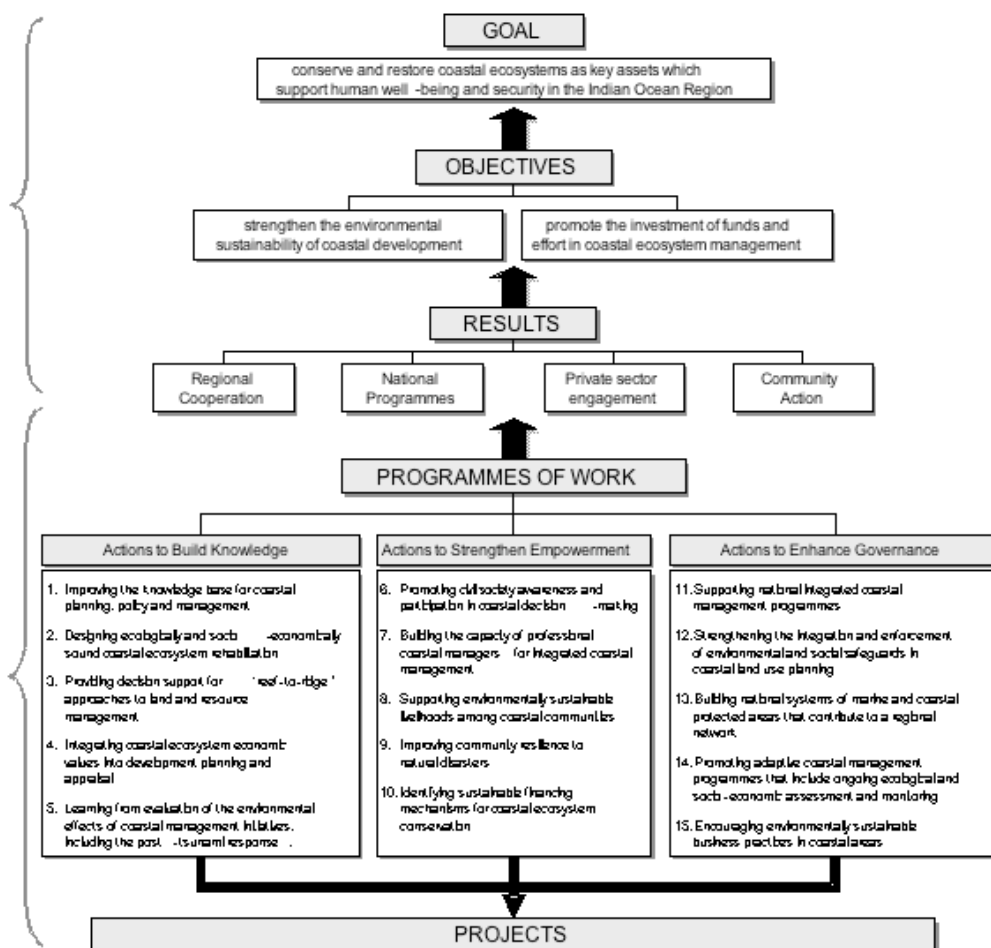 GOAL
conserve and restore coastal ecosystems as key assets which
support human well -being and security in the Indian Ocean Region
OBJECTIVES
strengthen the environmental
sustainability of coastal development
promote the investment of funds and
effort in coastal ecosystem management
RESULTS
Regional
Cooperation
National
Programmes
Private sector
engagement
Community
Action
PROGRAMMES OF WORK
Actions to Build Knowledge
1. Improving the knowledge base for coastal
planning, policy and management
2. Designing ecologically and socio -economically
sound coastal ecosystem rehabilitation
3. Providing decision support for "reef-to-ridge"
approaches to land and resource
management
4. Integrating coastal ecosystem economic
values into development planning and
appraisal
5. Learning from evaluation of the environmental
effects of coastal management initiatives,
including the post -tsunami response .
Actions to Strengthen Empowerment
6. Promoting civil society awareness and
participation in coastal decision -making
7. Building the capacity of professional
coastal managers for integrated coastal
management
8. Supporting environmentally sustainable
livelihoods among coastal communities
9. Improving community resilience to
natural disasters
10. Identifying sustainable financing
mechanisms for coastal ecosystem
conservation
Actions to Enhance Governance
11. Supporting national integrated coastal
management programmes
12. Strengthening the integration and enforcement
of environmental and social safeguards in
coastal land use planning
13. Building national systems of marine and coastal
protected areas that contribute to a regional
network
14. Promoting adaptive coastal management
programmes that include ongoing ecological and
socio-economic assessment and monitoring
15. Encouraging environmentally sustainable
business practices in coastal areas
PROJECTS